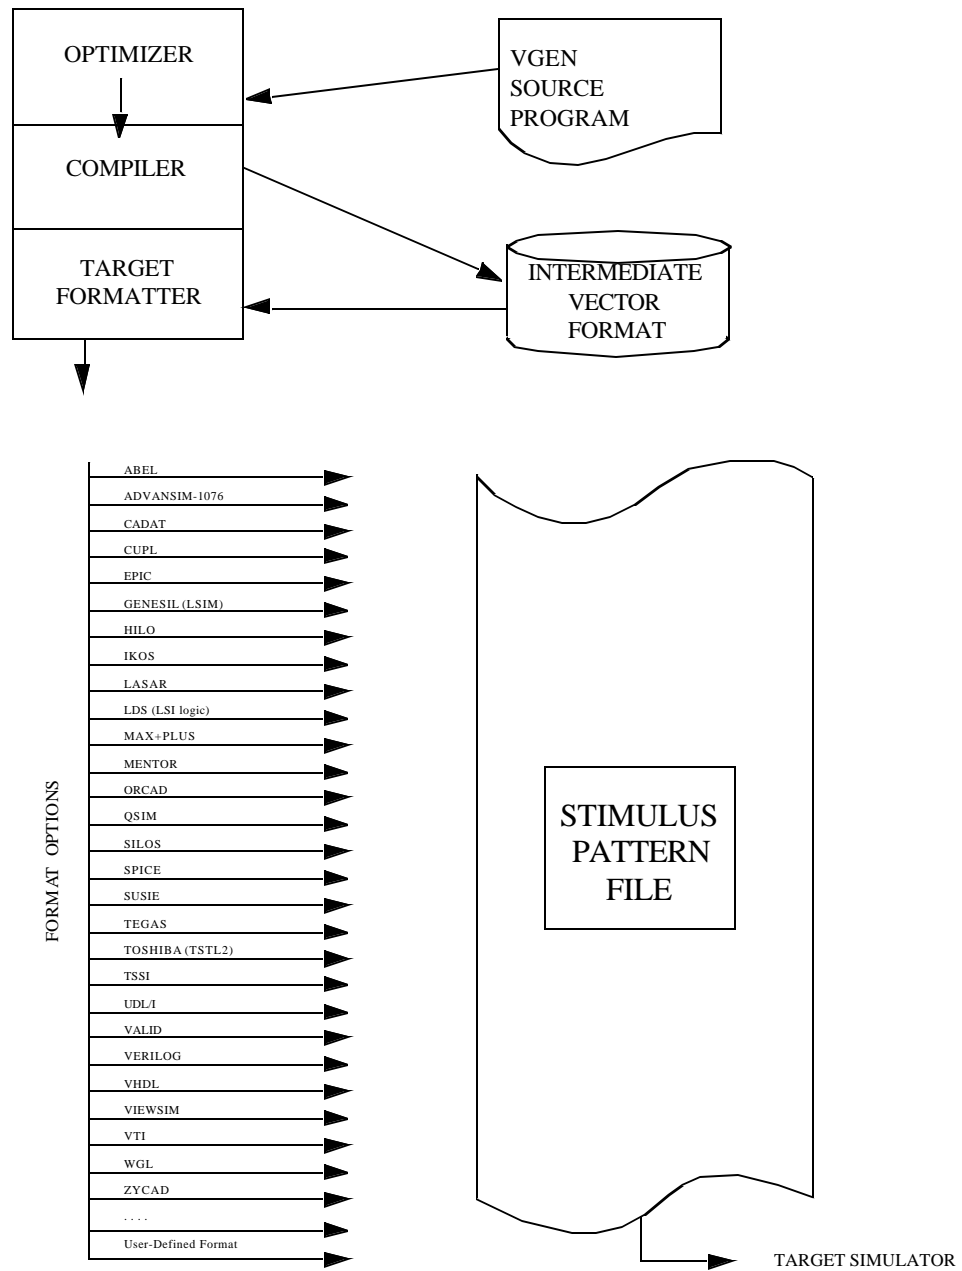 OPTIMIZER
COMPILER
TARGET
FORMATTER
VGEN
SOURCE
PROGRAM
INTERMEDIATE
VECTOR
FORMAT
FORMAT OPTIONS
ABEL
ADVANSIM-1076
CADAT
CUPL
EPIC
GENESIL (LSIM)
HILO
IKOS
LASAR
LDS (LSI logic)
MAX+PLUS
MENTOR
ORCAD
QSIM
SILOS
SPICE
SUSIE
TEGAS
TOSHIBA (TSTL2)
TSSI
UDL/I
VALID
VERILOG
VHDL
VIEWSIM
VTI
WGL
ZYCAD
. . . .
User-Defined Format
STIMULUS
PATTERN
FILE
TARGET SIMULATOR